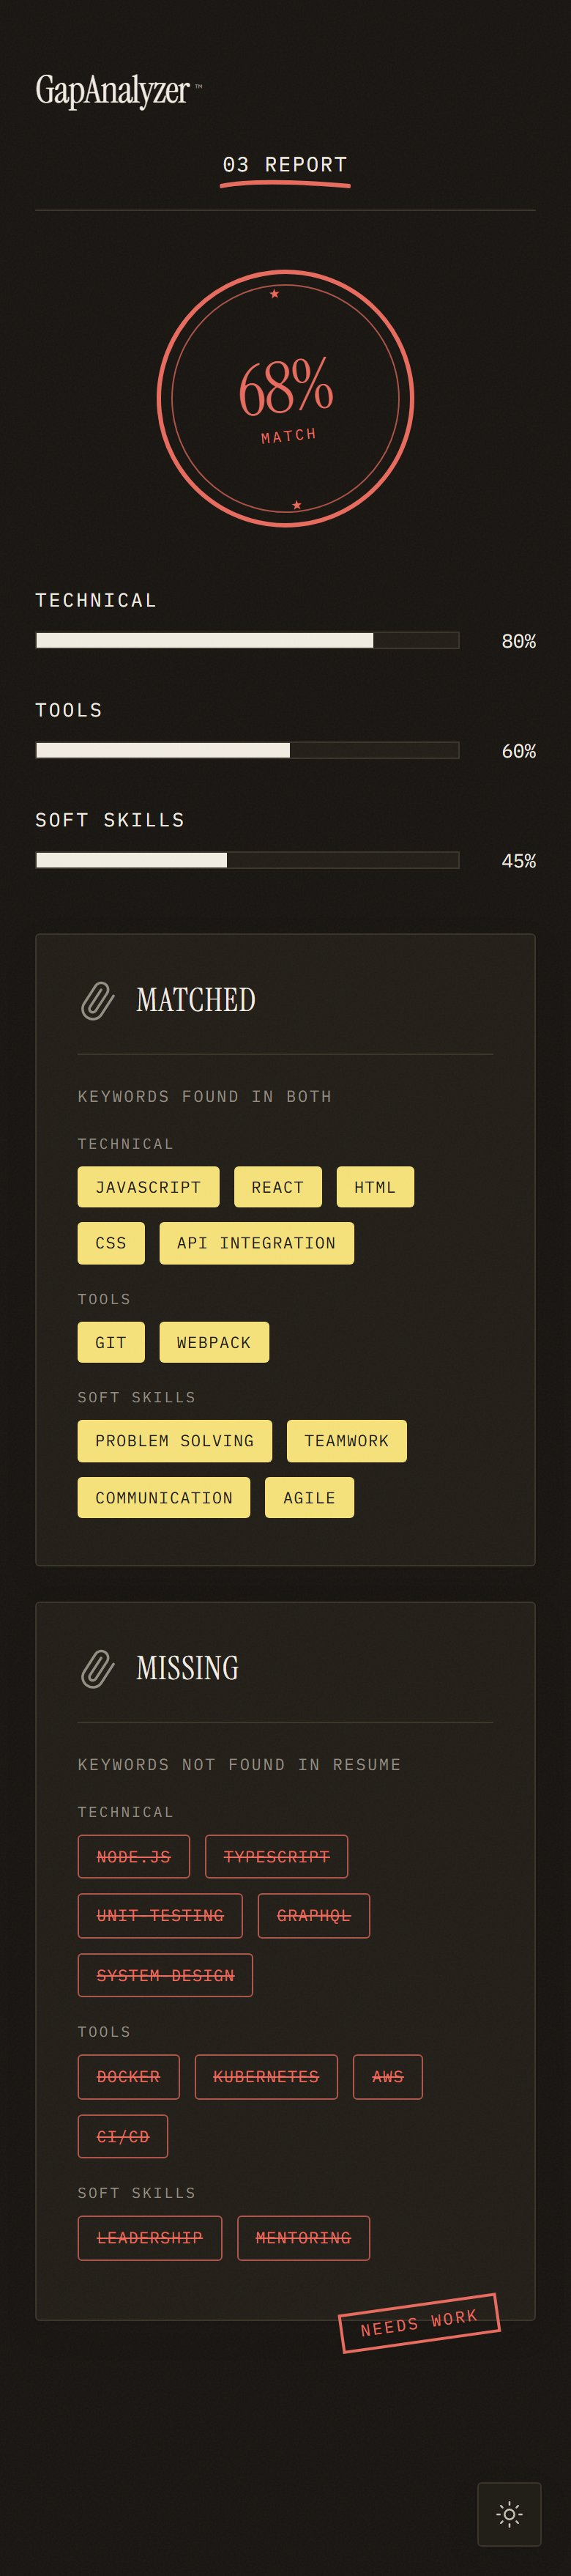 GapAnalyzer™
03 REPORT
68%
MATCH
TECHNICAL
80%
TOOLS
60%
SOFT SKILLS
45%
MATCHED
KEYWORDS FOUND IN BOTH
TECHNICAL
JAVASCRIPT REACT HTML
CSS API INTEGRATION
TOOLS
GIT WEBPACK
SOFT SKILLS
PROBLEM SOLVING TEAMWORK
COMMUNICATION AGILE
MISSING
KEYWORDS NOT FOUND IN RESUME
TECHNICAL
NODE.JS TYPESCRIPT
UNIT TESTING GRAPHQL
SYSTEM DESIGN
TOOLS
DOCKER KUBERNETES AWS
CI/CD
SOFT SKILLS
LEADERSHIP MENTORING
NEEDS WORK